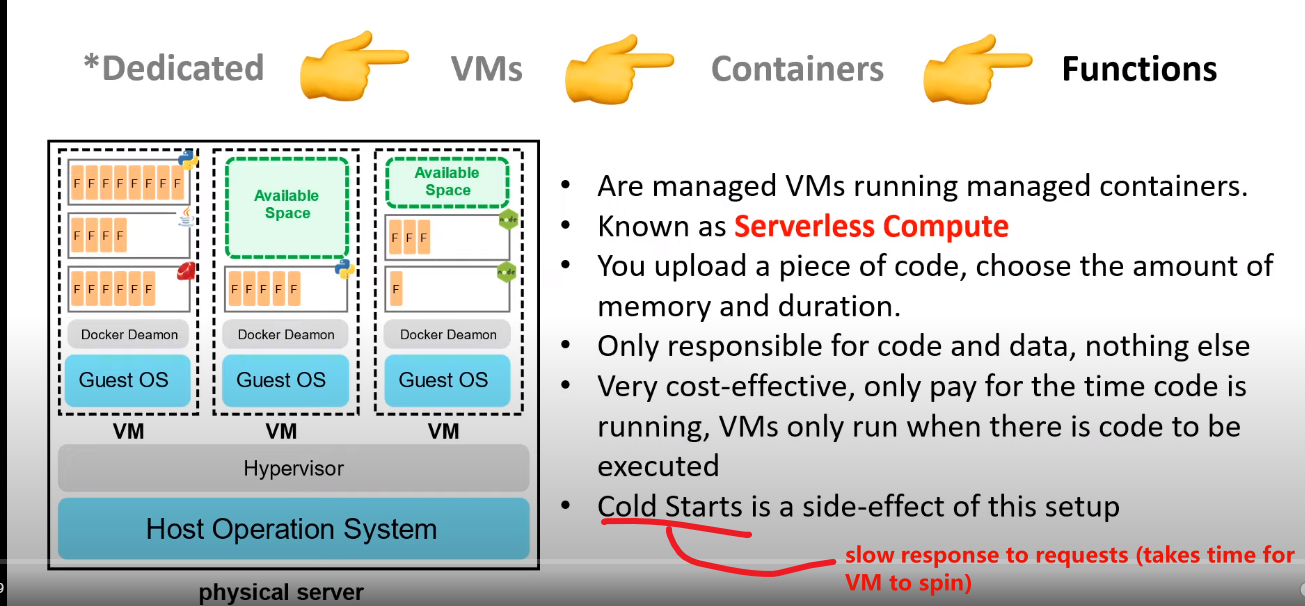 *Dedicated VMs Containers Functions
F F F F F F F F
F F F F
F F F F F F
Docker Deamon
Guest OS
VM
Available
Space
F F F F F
Docker Deamon
Guest OS
VM
Available
Space
F F F
node
F
node
Docker Deamon
Guest OS
VM
Hypervisor
Host Operation System
physical server
• Are managed VMs running managed containers.
• Known as Serverless Compute
• You upload a piece of code, choose the amount of
memory and duration.
• Only responsible for code and data, nothing else
• Very cost-effective, only pay for the time code is
running, VMs only run when there is code to be
executed
• Cold Starts is a side-effect of this setup
slow response to requests (takes time for
VM to spin)
9